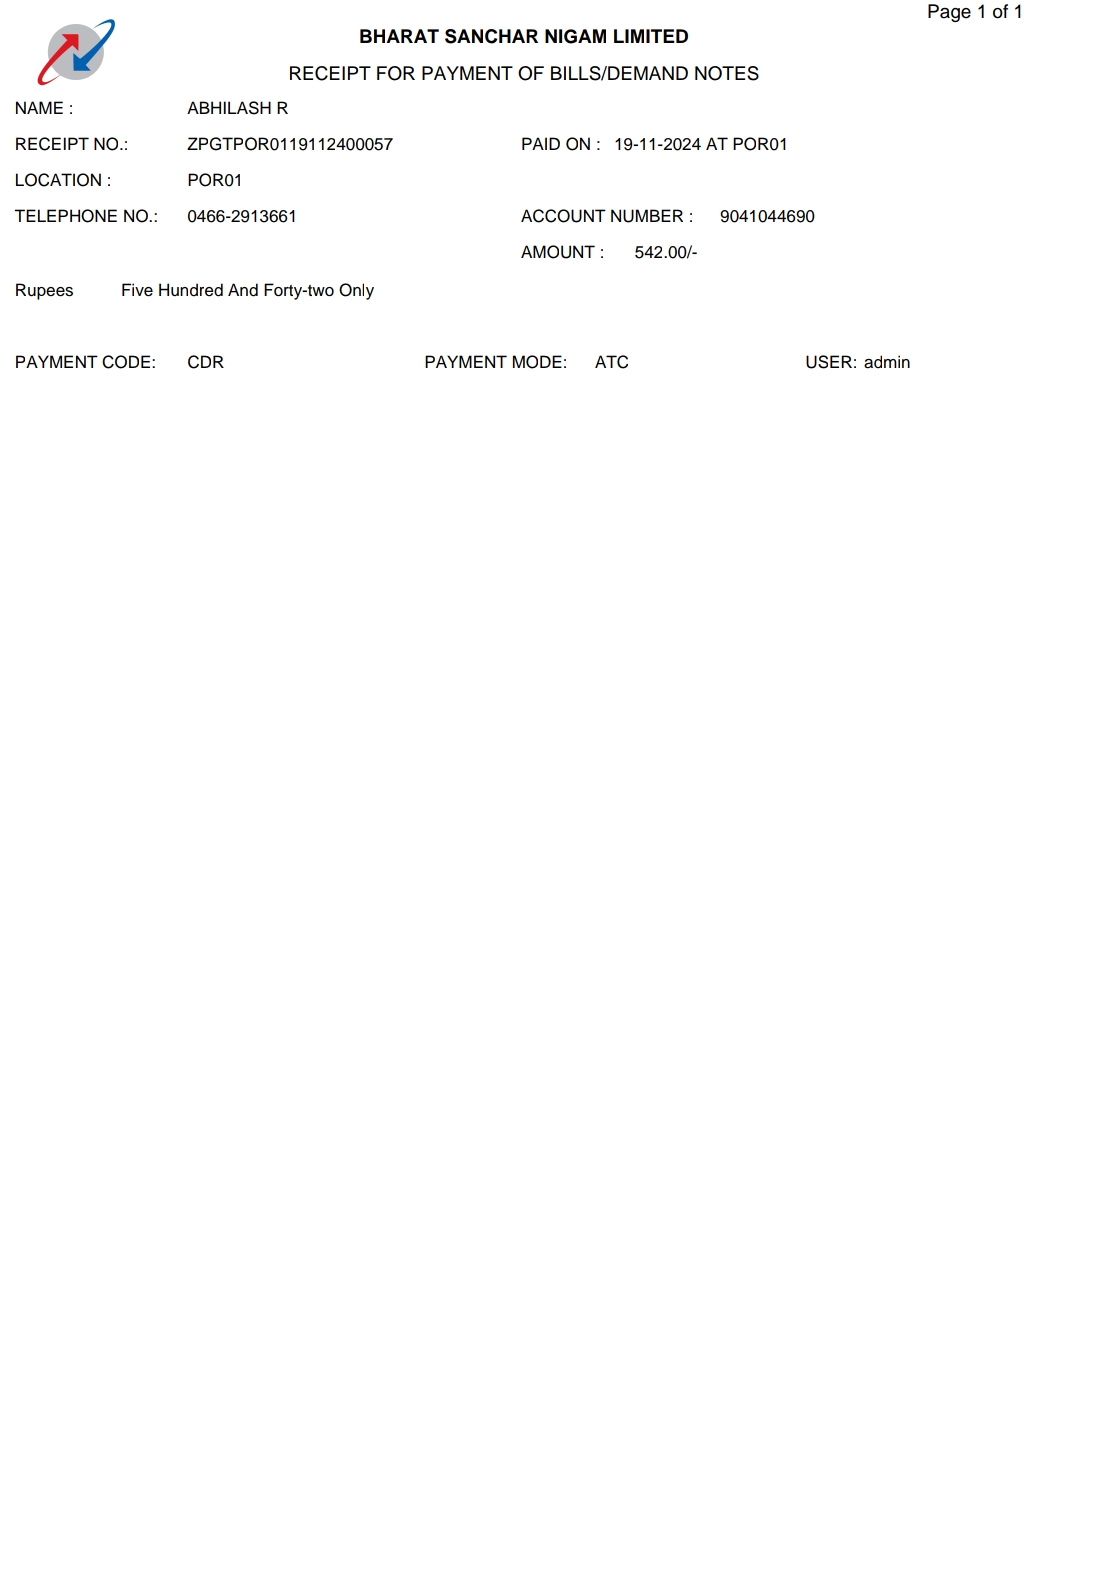 Page 1 of 1
BHARAT SANCHAR NIGAM LIMITED
RECEIPT FOR PAYMENT OF BILLS/DEMAND NOTES
NAME : ABHILASH R
RECEIPT NO.: ZPGTPOR0119112400057 PAID ON : 19-11-2024 AT POR01
LOCATION : POR01
TELEPHONE NO.: 0466-2913661 ACCOUNT NUMBER : 9041044690
AMOUNT : 542.00/-
Rupees Five Hundred And Forty-two Only
PAYMENT CODE: CDR PAYMENT MODE: ATC USER: admin